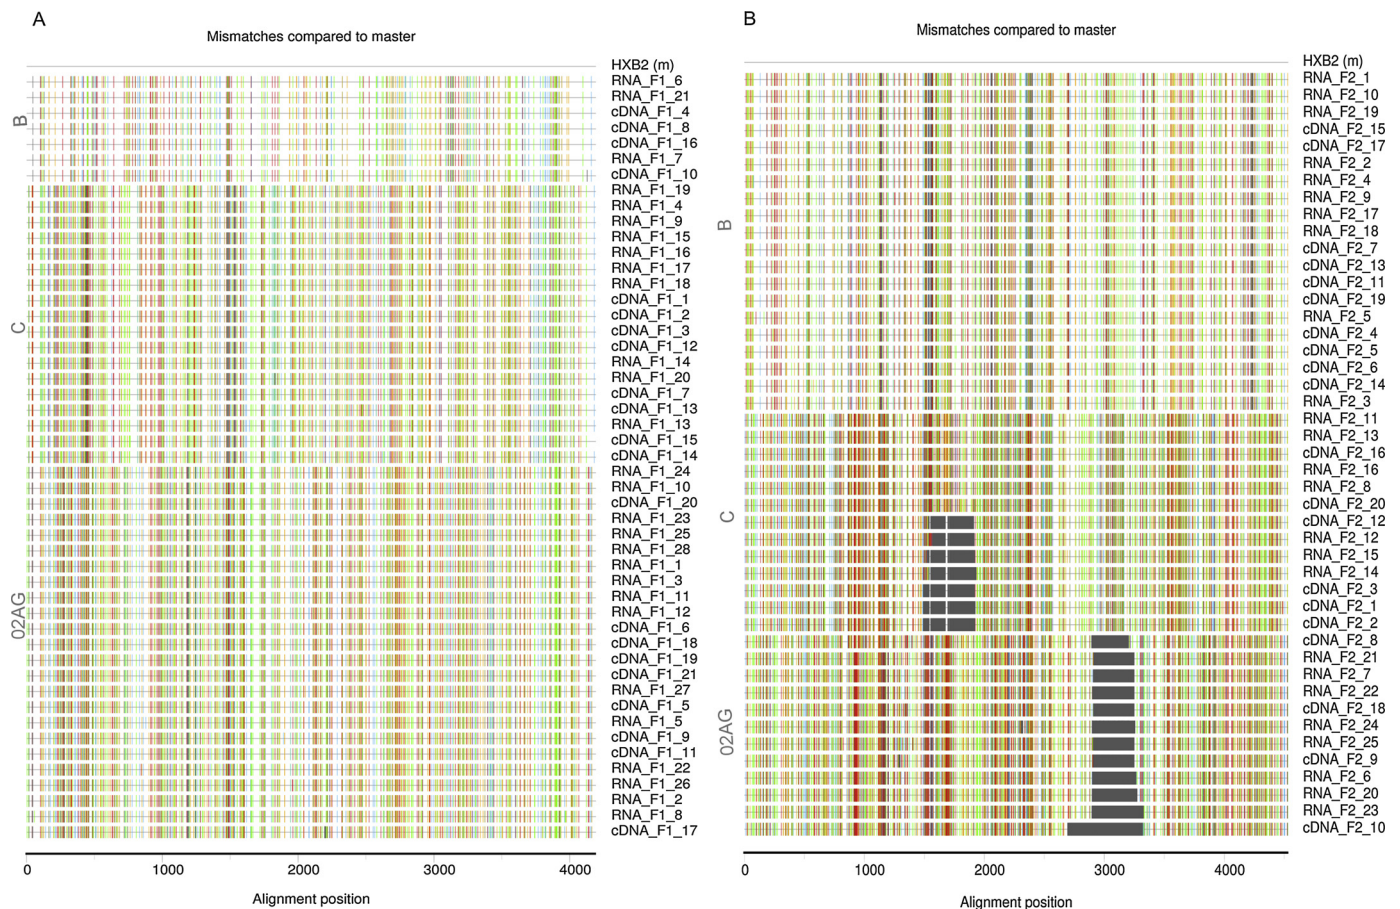 A
Mismatches compared to master
HXB2 (m)
B
RNA_F1_6
RNA_F1_21
cDNA_F1_4
cDNA_F1_8
cDNA_F1_16
RNA_F1_7
cDNA_F1_10
C
RNA_F1_19
RNA_F1_4
RNA_F1_9
RNA_F1_15
RNA_F1_16
RNA_F1_17
RNA_F1_18
cDNA_F1_1
cDNA_F1_2
cDNA_F1_3
cDNA_F1_12
RNA_F1_14
RNA_F1_20
cDNA_F1_7
cDNA_F1_13
RNA_F1_13
cDNA_F1_15
cDNA_F1_14
02AG
RNA_F1_24
RNA_F1_10
cDNA_F1_20
RNA_F1_23
RNA_F1_25
RNA_F1_28
RNA_F1_1
RNA_F1_3
RNA_F1_11
RNA_F1_12
cDNA_F1_6
cDNA_F1_18
cDNA_F1_19
cDNA_F1_21
RNA_F1_27
cDNA_F1_5
RNA_F1_5
cDNA_F1_9
cDNA_F1_11
RNA_F1_22
RNA_F1_26
RNA_F1_2
RNA_F1_8
cDNA_F1_17
0 1000 2000 3000 4000
Alignment position
B
Mismatches compared to master
HXB2 (m)
B
RNA_F2_1
RNA_F2_10
RNA_F2_19
cDNA_F2_15
cDNA_F2_17
RNA_F2_2
RNA_F2_4
RNA_F2_9
RNA_F2_17
RNA_F2_18
cDNA_F2_7
cDNA_F2_13
cDNA_F2_11
cDNA_F2_19
RNA_F2_5
cDNA_F2_4
cDNA_F2_5
cDNA_F2_6
cDNA_F2_14
RNA_F2_3
C
RNA_F2_11
RNA_F2_13
cDNA_F2_16
RNA_F2_16
RNA_F2_8
cDNA_F2_20
cDNA_F2_12
RNA_F2_12
RNA_F2_15
RNA_F2_14
cDNA_F2_3
cDNA_F2_1
cDNA_F2_2
02AG
cDNA_F2_8
RNA_F2_21
RNA_F2_7
RNA_F2_22
cDNA_F2_18
RNA_F2_24
RNA_F2_25
cDNA_F2_9
RNA_F2_6
RNA_F2_20
RNA_F2_23
cDNA_F2_10
0 1000 2000 3000 4000
Alignment position